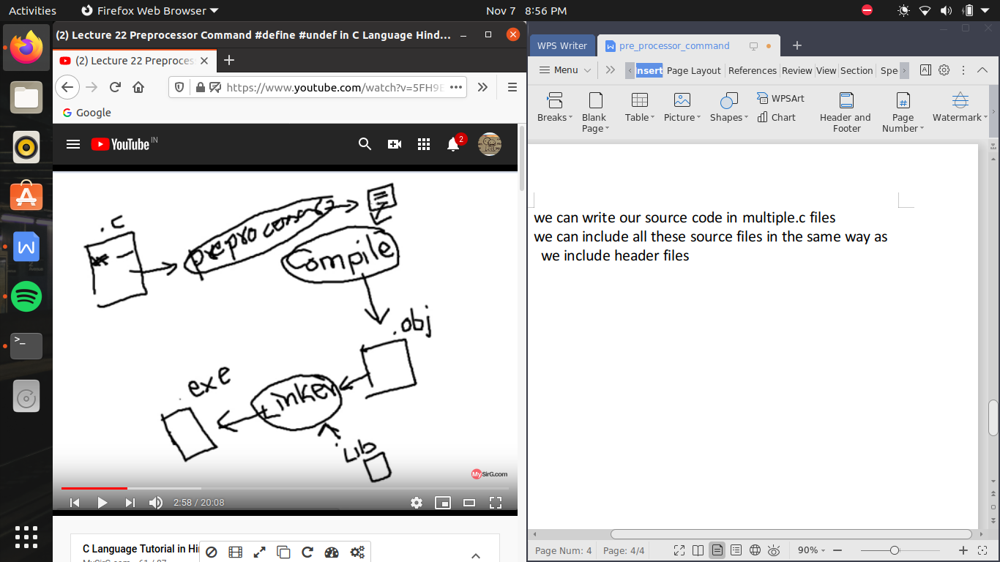 Activities
Firefox Web Browser
Nov 7 8:56 PM
(2) Lecture 22 Preprocessor Command #define #undef in C Language Hind...
(2) Lecture 22 Preproces
https://www.youtube.com/watch?v=5FH9E
Google
YouTube IN
2
.c
preprocessor
Compile
.obj
Linker
.exe
.Lib
MySirG.com
2:58 / 20:08
C Language Tutorial in Hi
MySirG.com - 61 / 87
WPS Writer
pre_processor_command
Menu
Insert
Page Layout
References
Review
View
Section
Spe
Breaks
Blank Page
Table
Picture
Shapes
WPSArt
Chart
Header and Footer
Page Number
Watermark
we can write our source code in multiple.c files
we can include all these source files in the same way as
we include header files
Page Num: 4
Page: 4/4
90%